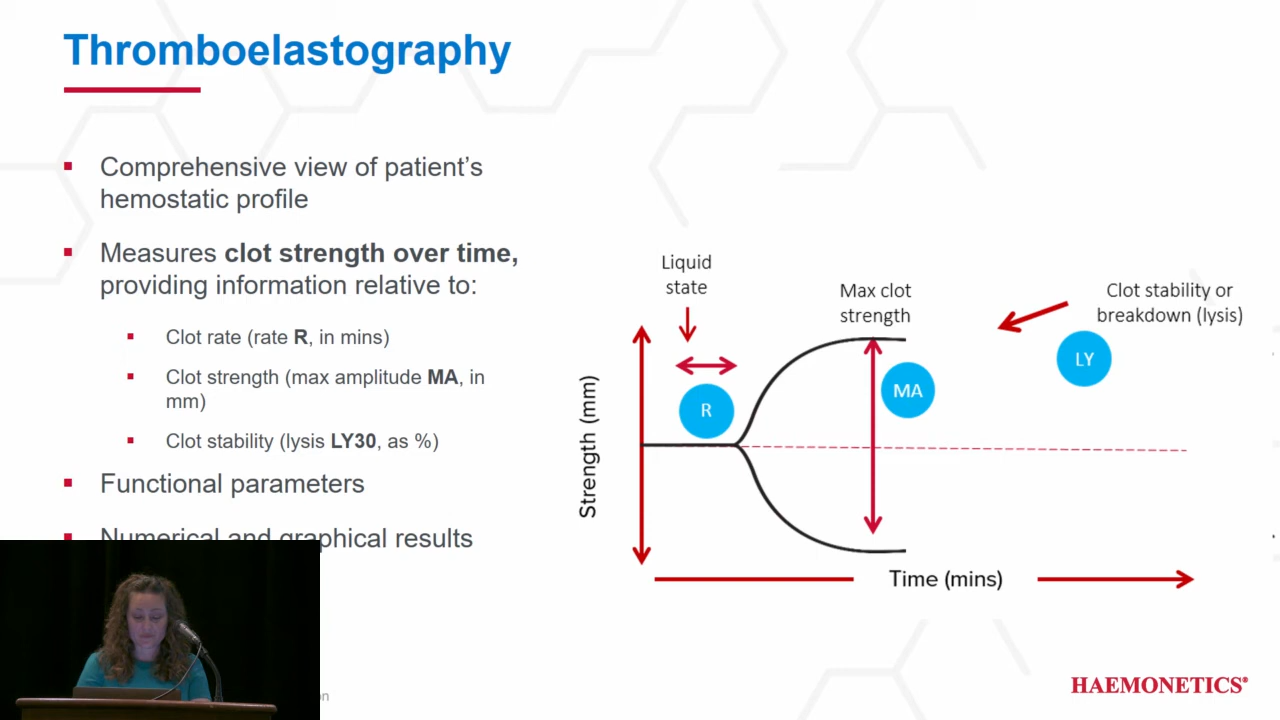 Thromboelastography
Comprehensive view of patient's
hemostatic profile
Measures clot strength over time,
providing information relative to:
Clot rate (rate R, in mins)
Clot strength (max amplitude MA, in
mm)
Clot stability (lysis LY30, as %)
Functional parameters
Numerical and graphical results
Liquid
state
Max clot
strength
Clot stability or
breakdown (lysis)
R
MA
LY
Strength (mm)
Time (mins)
HAEMONETICS®